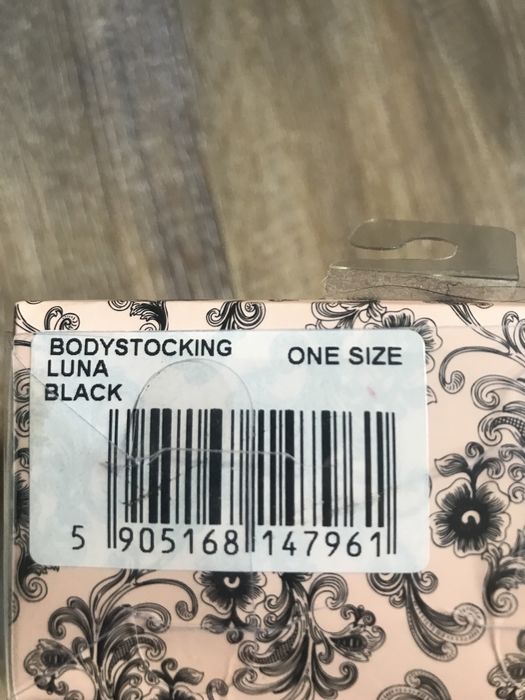 BODYSTOCKING
LUNA
BLACK
ONE SIZE
5 905168 147961